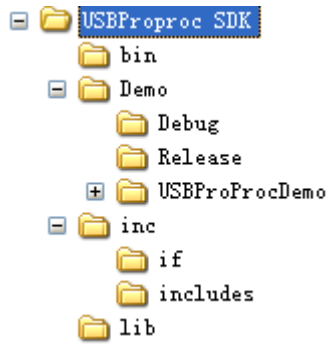 USBProproc SDK
bin
Demo
Debug
Release
USBProProcDemo
inc
if
includes
lib